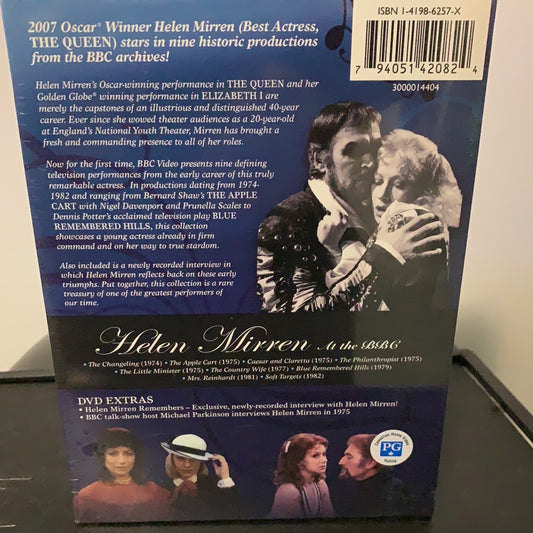 2007 Oscar® Winner Helen Mirren (Best Actress,
THE QUEEN) stars in nine historic productions
from the BBC archives!
ISBN 1-4198-6257-X
7 94051 42082 4
3000014404
Helen Mirren's Oscar-winning performance in THE QUEEN and her
Golden Globe® winning performance in ELIZABETH I are
merely the capstones of an illustrious and distinguished 40-year
career. Ever since she wowed theater audiences as a 20-year-old
at England's National Youth Theater, Mirren has brought a
fresh and commanding presence to all of her roles.
Now for the first time, BBC Video presents nine defining
television performances from the early career of this truly
remarkable actress. In productions dating from 1974-
1982 and ranging from Bernard Shaw's THE APPLE
CART with Nigel Davenport and Prunella Scales to
Dennis Potter's acclaimed television play BLUE
REMEMBERED HILLS, this collection
showcases a young actress already in firm
command and on her way to true stardom.
Also included is a newly recorded interview in
which Helen Mirren reflects back on these early
triumphs. Put together, this collection is a rare
treasury of one of the greatest performers of
our time.
Helen Mirren At the BBC
• The Changeling (1974) • The Apple Cart (1975) • Caesar and Claretta (1975) • The Philanthropist (1975)
• The Little Minister (1975) • The Country Wife (1977) • Blue Remembered Hills (1979)
• Mrs. Reinhardt (1981) • Soft Targets (1982)
DVD EXTRAS
• Helen Mirren Remembers – Exclusive, newly-recorded interview with Helen Mirren!
• BBC talk-show host Michael Parkinson interviews Helen Mirren in 1975
Canadian Home Video
PG